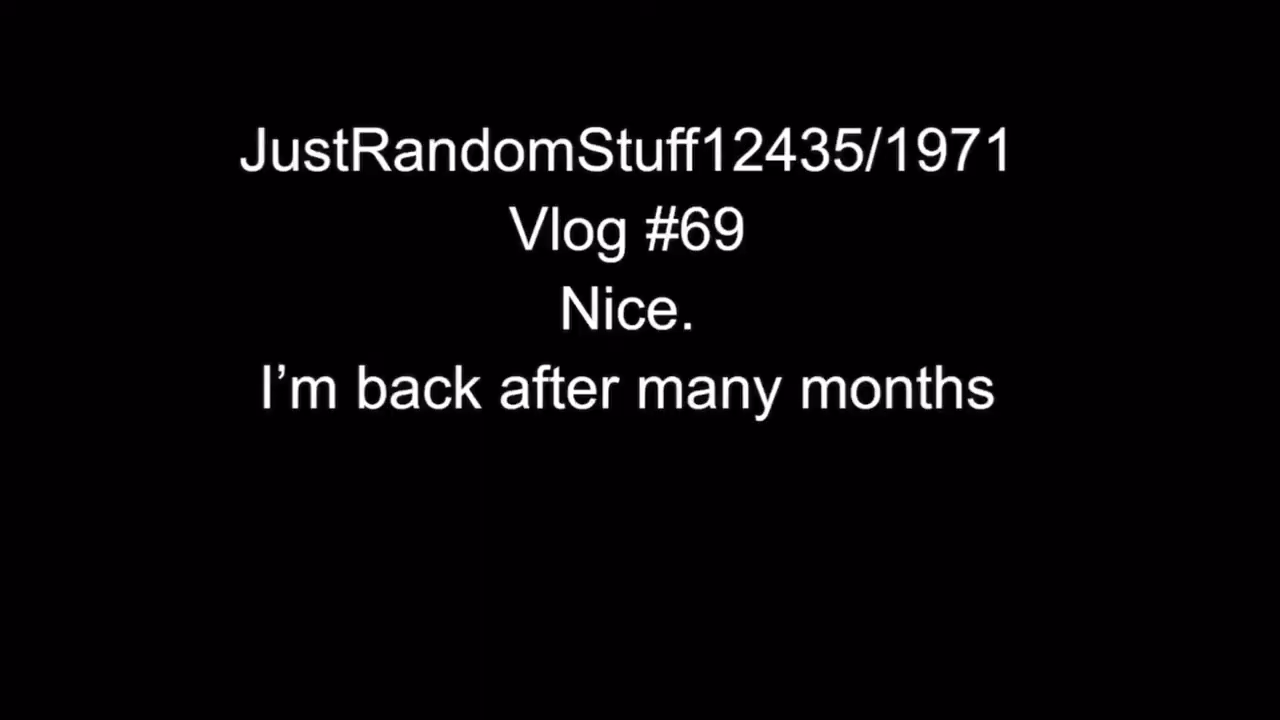 JustRandomStuff12435/1971
Vlog #69
Nice.
I’m back after many months